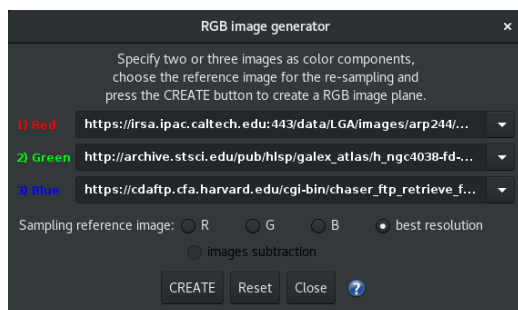 RGB image generator ×
Specify two or three images as color components,
choose the reference image for the re-sampling and
press the CREATE button to create a RGB image plane.
1) Red https://irsa.ipac.caltech.edu:443/data/LGA/images/arp244/...
2) Green http://archive.stsci.edu/pub/hlsp/galex_atlas/h_ngc4038-fd-...
3) Blue https://cdaftp.cfa.harvard.edu/cgi-bin/chaser_ftp_retrieve_f...
Sampling reference image: R G B best resolution
images subtraction
CREATE Reset Close ?